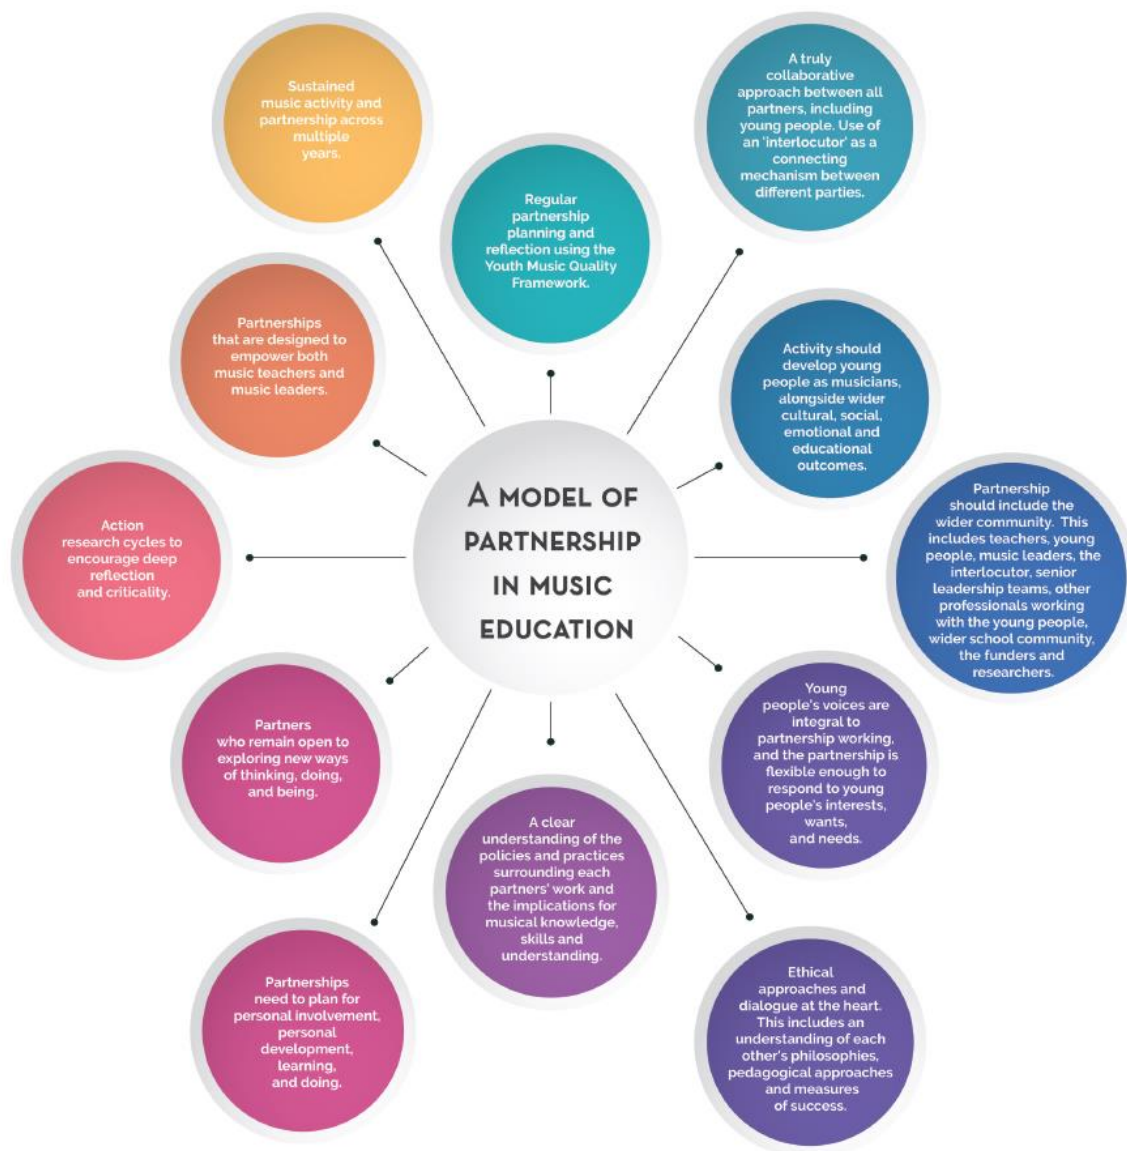 Sustained
music activity and
partnership across
multiple
years.
A truly
collaborative
approach between all
partners, including
young people. Use of
an 'interlocutor' as a
connecting
mechanism between
different parties.
Regular
partnership
planning and
reflection using the
Youth Music Quality
Framework.
Partnerships
that are designed to
empower both
music teachers and
music leaders.
Activity should
develop young
people as musicians,
alongside wider
cultural, social,
emotional and
educational
outcomes.
A MODEL OF
PARTNERSHIP
IN MUSIC
EDUCATION
Action
research cycles to
encourage deep
reflection
and criticality.
Partnership
should include the
wider community. This
includes teachers, young
people, music leaders, the
interlocutor, senior
leadership teams, other
professionals working
with the young people,
wider school community,
the funders and
researchers.
Partners
who remain open to
exploring new ways
of thinking, doing,
and being.
Young
people's voices are
integral to
partnership working,
and the partnership is
flexible enough to
respond to young
people's interests,
wants,
and needs.
A clear
understanding of the
policies and practices
surrounding each
partners' work and
the implications for
musical knowledge,
skills and
understanding.
Partnerships
need to plan for
personal involvement,
personal
development,
learning,
and doing.
Ethical
approaches and
dialogue at the heart.
This includes an
understanding of each
other's philosophies,
pedagogical approaches
and measures
of success.